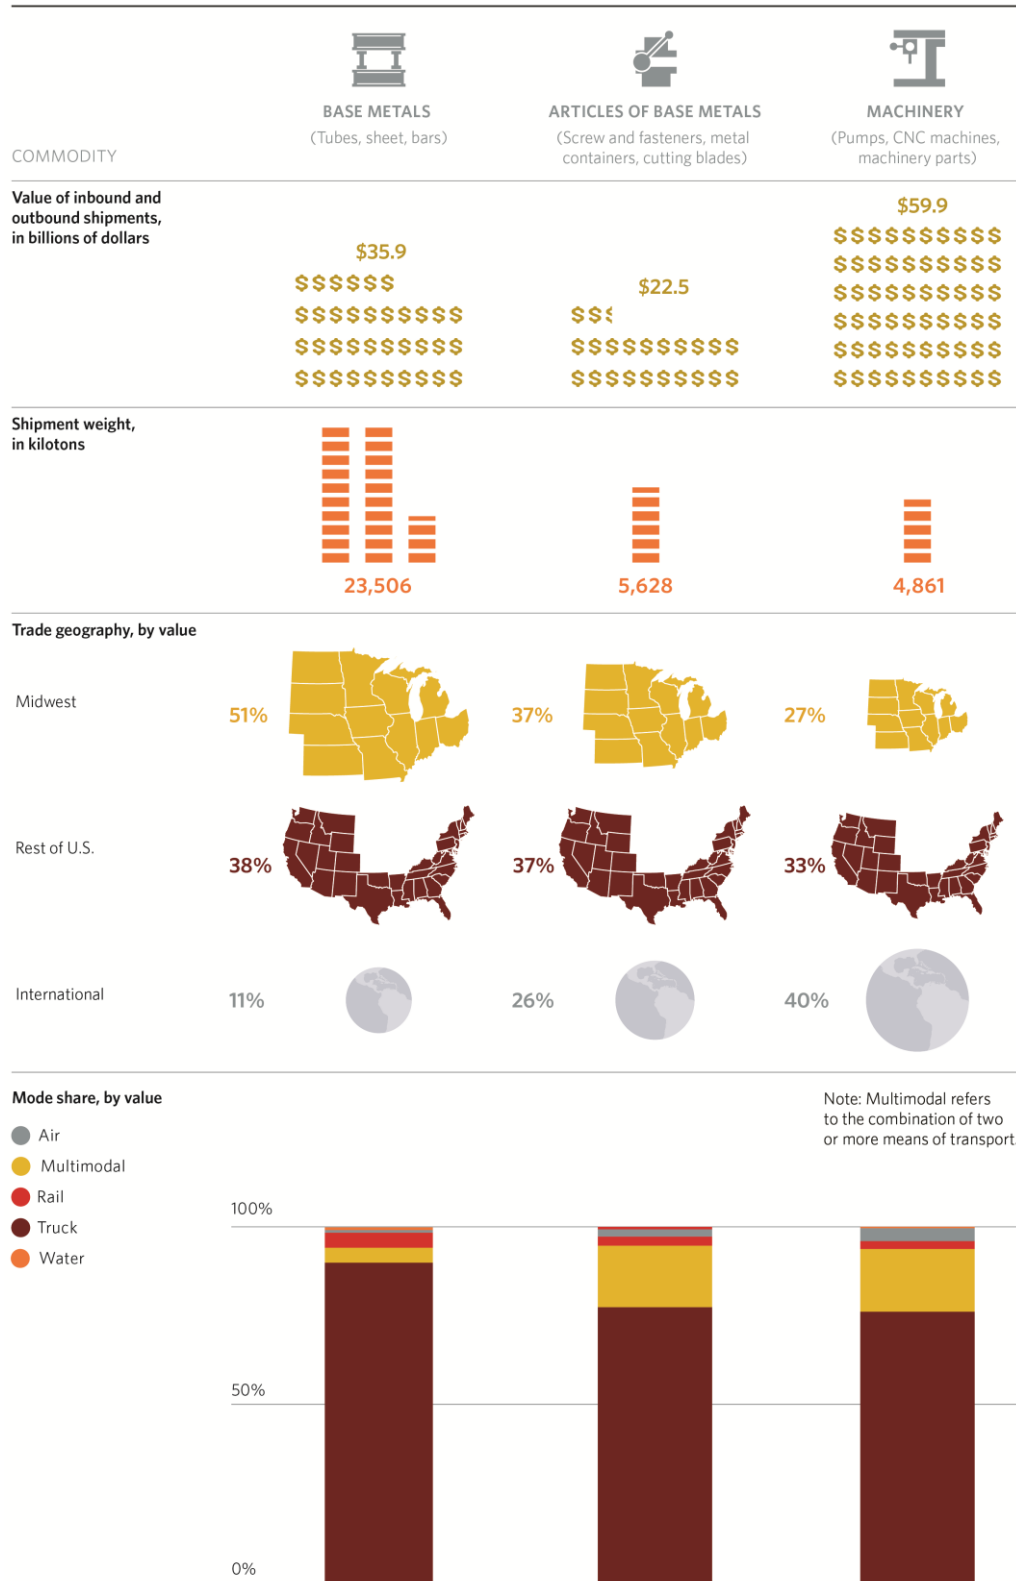 BASE METALS
(Tubes, sheet, bars)
ARTICLES OF BASE METALS
(Screw and fasteners, metal
containers, cutting blades)
MACHINERY
(Pumps, CNC machines,
machinery parts)
COMMODITY
Value of inbound and
outbound shipments,
in billions of dollars
$35.9
$$$$$$
$$$$$$$$$$
$$$$$$$$$$
$$$$$$$$$$
$22.5
$$$
$$$$$$$$$$
$$$$$$$$$$
$59.9
$$$$$$$$$$
$$$$$$$$$$
$$$$$$$$$$
$$$$$$$$$$
$$$$$$$$$$
$$$$$$$$$$
Shipment weight,
in kilotons
23,506
5,628
4,861
Trade geography, by value
Midwest
51%
37%
27%
Rest of U.S.
38%
37%
33%
International
11%
26%
40%
Mode share, by value
Air
Multimodal
Rail
Truck
Water
Note: Multimodal refers
to the combination of two
or more means of transport.
100%
50%
0%